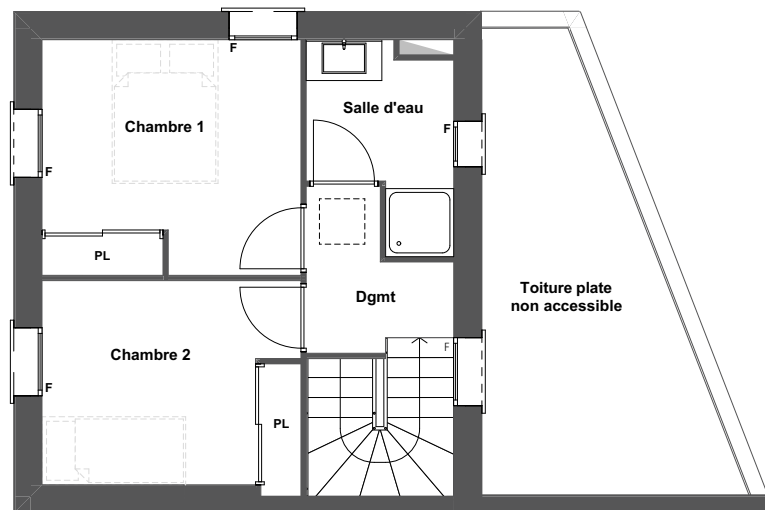 F
Salle d'eau
Chambre 1
F
F
PL
Dgmt
Toiture plate
non accessible
F
Chambre 2
F
PL